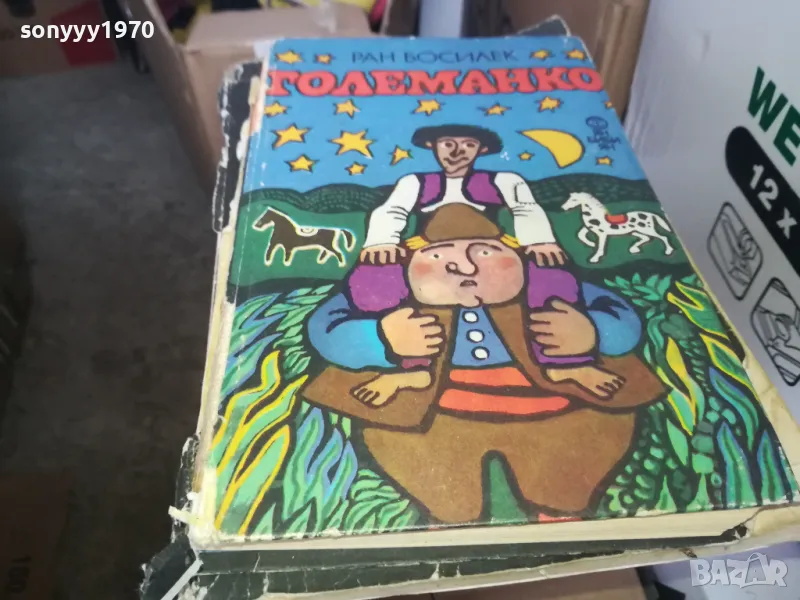 sonyyy1970
РАН БОСИЛЕК
ГОЛЕМАНКО
WE
12 x
BAZAR